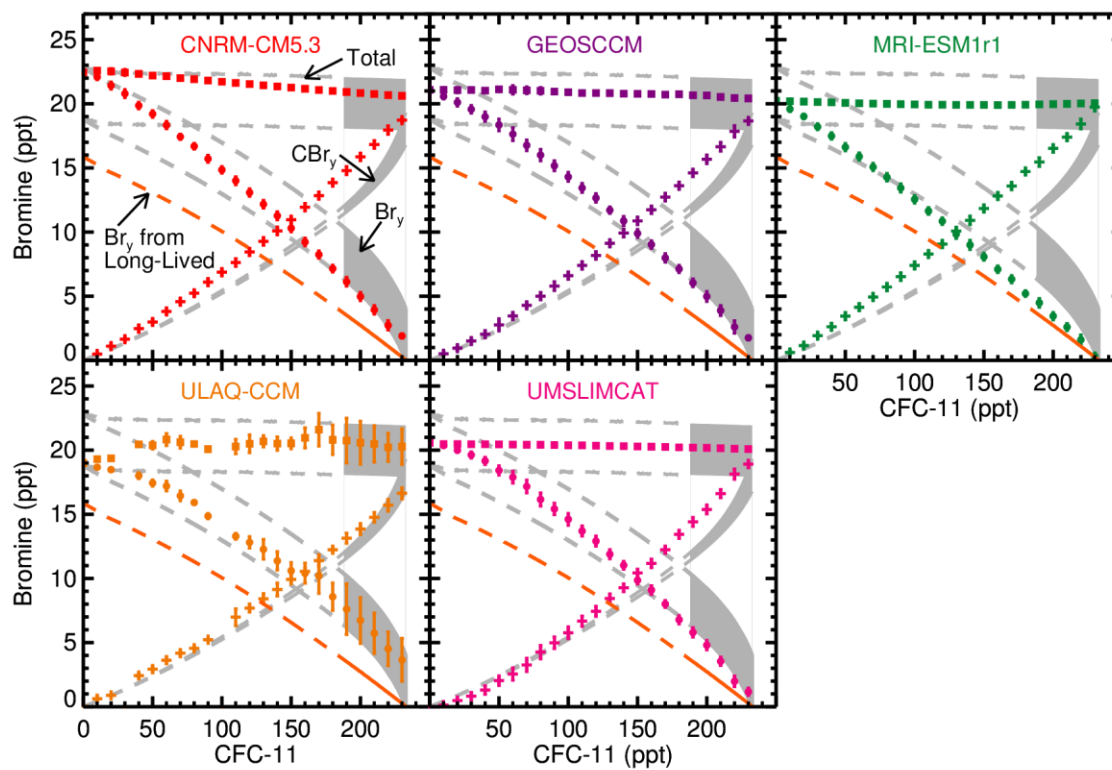 CNRM-CM5.3
GEOSCCM
MRI-ESM1r1
Total
CBry
Bry
Bry from
Long-Lived
25
20
15
10
5
0
Bromine (ppt)
50 100 150 200
CFC-11 (ppt)
ULAQ-CCM
UMSLIMCAT
25
20
15
10
5
0
Bromine (ppt)
0 50 100 150 200
50 100 150 200
CFC-11
CFC-11 (ppt)